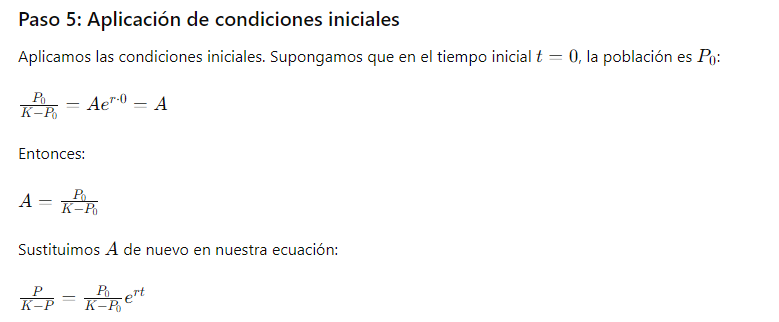 Paso 5: Aplicación de condiciones iniciales
Aplicamos las condiciones iniciales. Supongamos que en el tiempo inicial $t = 0$, la población es $P_0$:
$\frac{P_0}{K-P_0} = Ae^{r \cdot 0} = A$
Entonces:
$A = \frac{P_0}{K-P_0}$
Sustituimos $A$ de nuevo en nuestra ecuación:
$\frac{P}{K-P} = \frac{P_0}{K-P_0}e^{rt}$